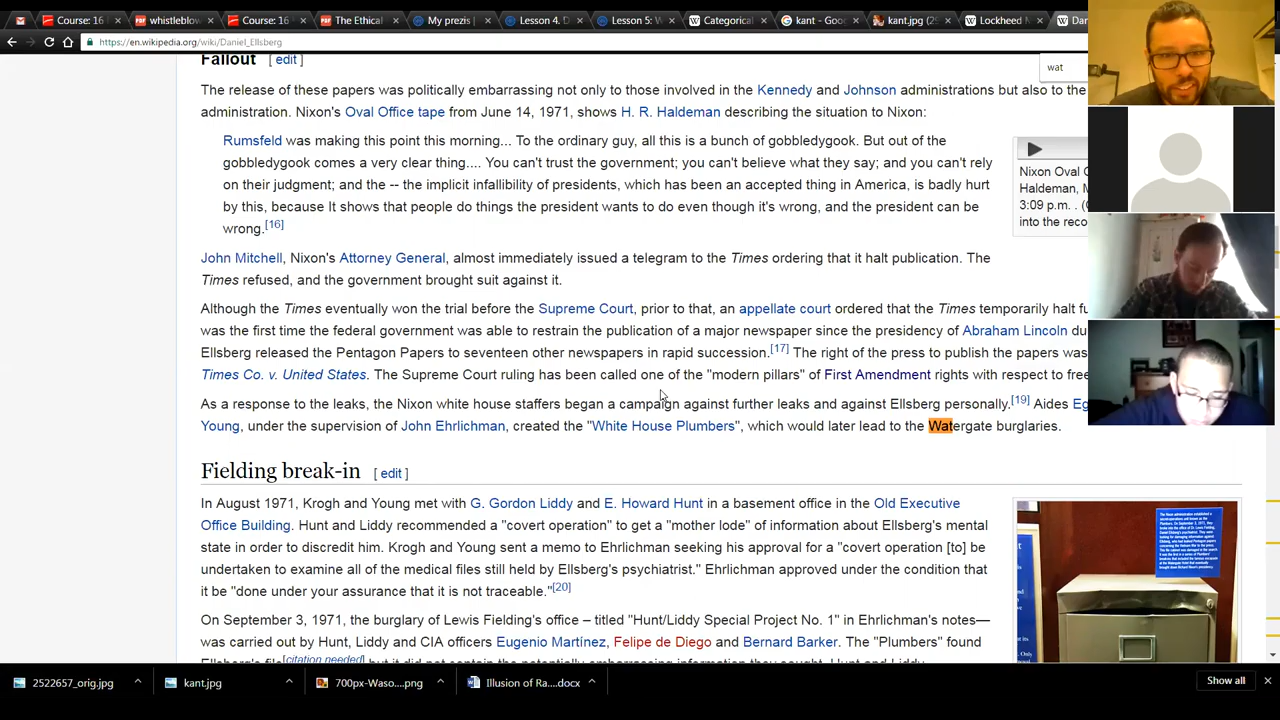 Course: 16
whistleblow
Course: 16
The Ethical
My prezis |
Lesson 4. D
Lesson 5: W
Categorical
kant - Goo
kant.jpg (25
Lockheed M
Dan
https://en.wikipedia.org/wiki/Daniel_Ellsberg
wat
Fallout [ edit ]
The release of these papers was politically embarrassing not only to those involved in the Kennedy and Johnson administrations but also to the
administration. Nixon's Oval Office tape from June 14, 1971, shows H. R. Haldeman describing the situation to Nixon:
Rumsfeld was making this point this morning... To the ordinary guy, all this is a bunch of gobbledygook. But out of the
gobbledygook comes a very clear thing.... You can't trust the government; you can't believe what they say; and you can't rely
on their judgment; and the -- the implicit infallibility of presidents, which has been an accepted thing in America, is badly hurt
by this, because It shows that people do things the president wants to do even though it's wrong, and the president can be
wrong.[16]
Nixon Oval O
Haldeman, M
3:09 p.m. . (
into the reco
John Mitchell, Nixon's Attorney General, almost immediately issued a telegram to the Times ordering that it halt publication. The
Times refused, and the government brought suit against it.
Although the Times eventually won the trial before the Supreme Court, prior to that, an appellate court ordered that the Times temporarily halt fu
was the first time the federal government was able to restrain the publication of a major newspaper since the presidency of Abraham Lincoln du
Ellsberg released the Pentagon Papers to seventeen other newspapers in rapid succession.[17] The right of the press to publish the papers was
Times Co. v. United States. The Supreme Court ruling has been called one of the "modern pillars" of First Amendment rights with respect to free
As a response to the leaks, the Nixon white house staffers began a campaign against further leaks and against Ellsberg personally.[19] Aides Eg
Young, under the supervision of John Ehrlichman, created the "White House Plumbers", which would later lead to the Watergate burglaries.
Fielding break-in [ edit ]
In August 1971, Krogh and Young met with G. Gordon Liddy and E. Howard Hunt in a basement office in the Old Executive
Office Building. Hunt and Liddy recommended a "covert operation" to get a "mother lode" of information about Ellsberg's mental
state in order to discredit him. Krogh and Young sent a memo to Ehrlichman seeking his approval for a "covert operation [to] be
undertaken to examine all of the medical files still held by Ellsberg's psychiatrist." Ehrlichman approved under the condition that
it be "done under your assurance that it is not traceable."[20]
On September 3, 1971, the burglary of Lewis Fielding's office – titled "Hunt/Liddy Special Project No. 1" in Ehrlichman's notes—
was carried out by Hunt, Liddy and CIA officers Eugenio Martínez, Felipe de Diego and Bernard Barker. The "Plumbers" found
2522657_orig.jpg
kant.jpg
700px-Waso....png
Illusion of Ra....docx
Show all